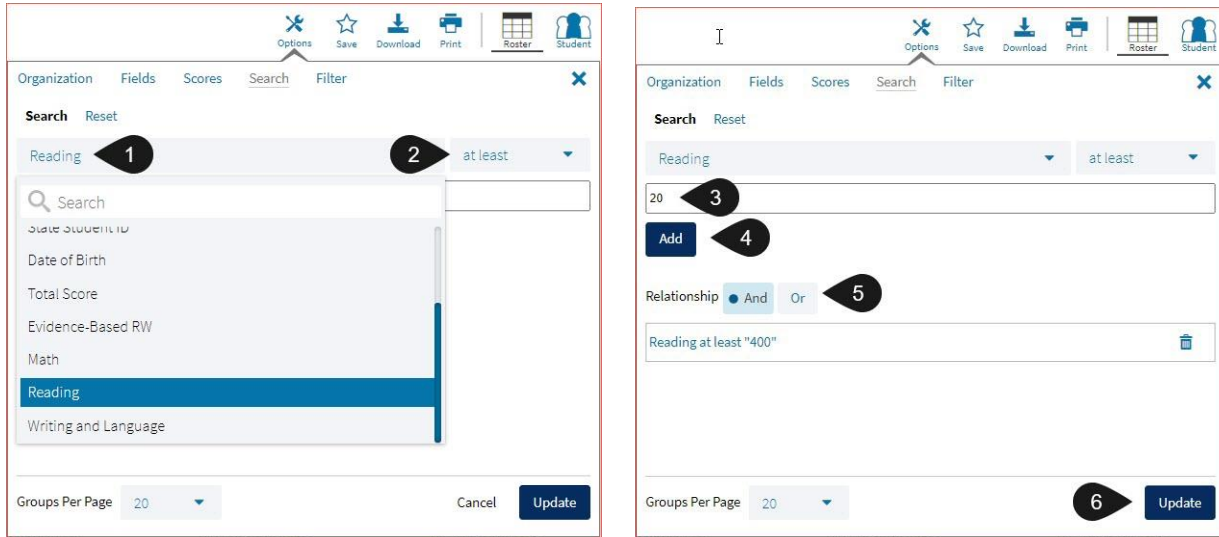 Options Save Download Print Roster Student
Organization Fields Scores Search Filter
Search Reset
Reading 1 2 at least
Search
State Student ID
Date of Birth
Total Score
Evidence-Based RW
Math
Reading
Writing and Language
Groups Per Page 20 Cancel Update
Options Save Download Print Roster Student
Organization Fields Scores Search Filter
Search Reset
Reading at least
20 3
Add 4
Relationship And Or 5
Reading at least "400"
Groups Per Page 20 6 Update